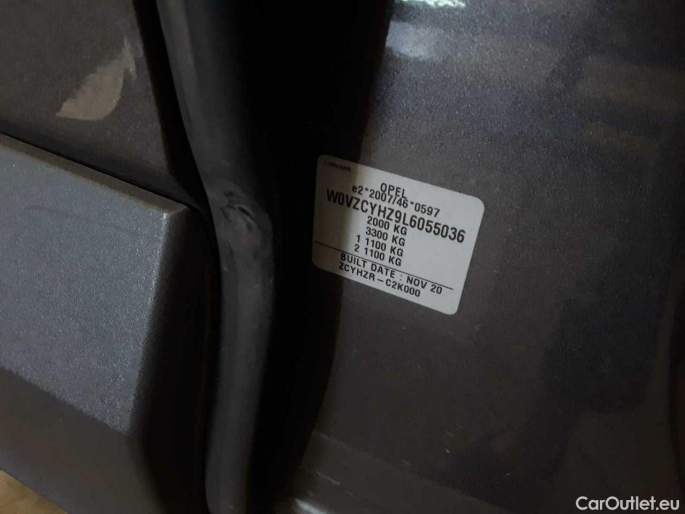 OPEL
e2*2007/46*0597
W0VZCYHZ9L6055036
2000 KG
3300 KG
1 1100 KG
2 1100 KG
BUILT DATE : NOV 20
ZCYHZR-C2K000
CarOutlet.eu